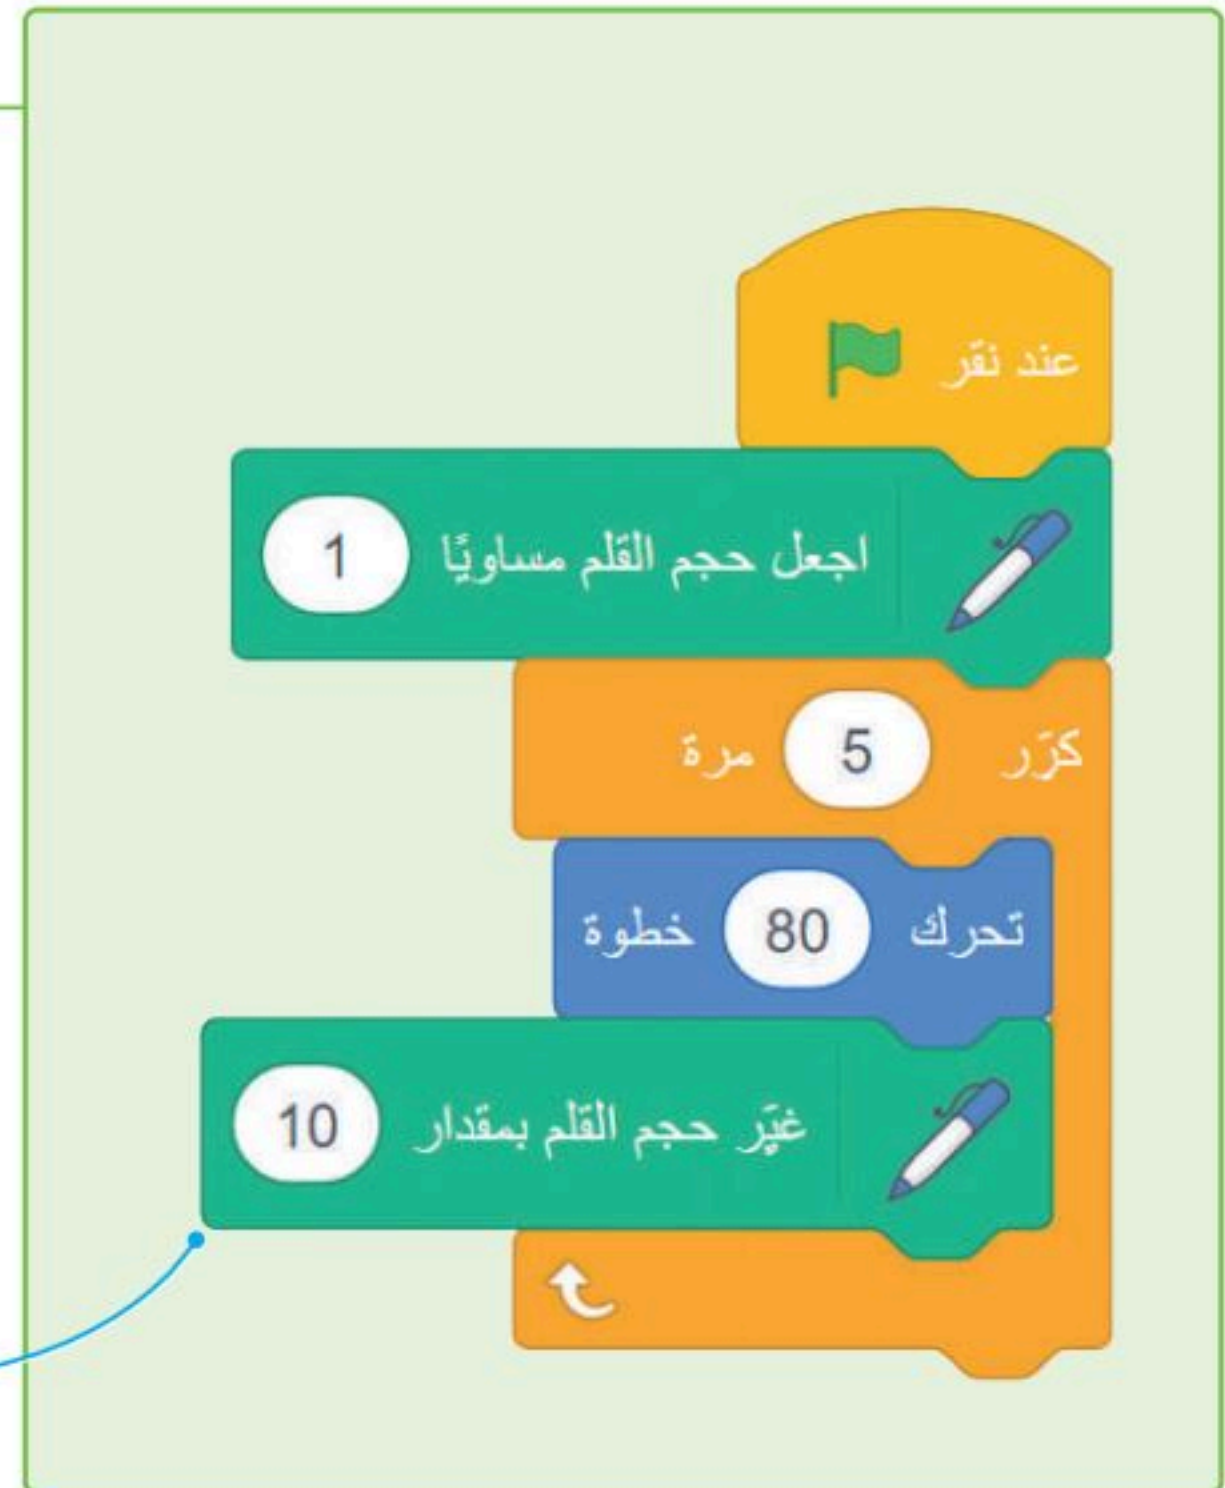 عند نقر
اجعل حجم القلم مساويًا 1
كرّر 5 مرة
تحرك 80 خطوة
غيّر حجم القلم بمقدار 10